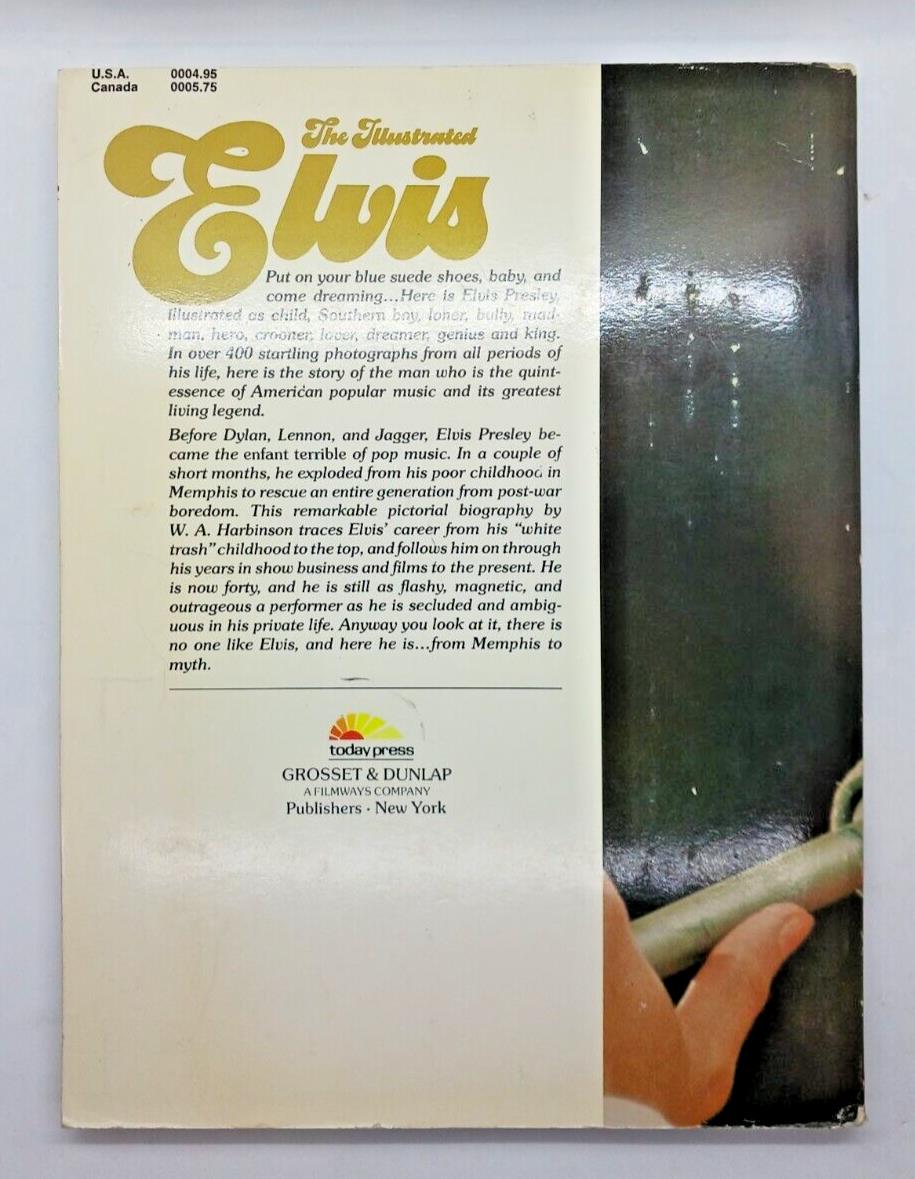 U.S.A. 0004.95
Canada 0005.75
The Illustrated
Elvis
Put on your blue suede shoes, baby, and
come dreaming...Here is Elvis Presley,
illustrated as child, Southern boy, loner, bully, mad-
man, hero, crooner, lover, dreamer, genius and king.
In over 400 startling photographs from all periods of
his life, here is the story of the man who is the quint-
essence of American popular music and its greatest
living legend.
Before Dylan, Lennon, and Jagger, Elvis Presley be-
came the enfant terrible of pop music. In a couple of
short months, he exploded from his poor childhood in
Memphis to rescue an entire generation from post-war
boredom. This remarkable pictorial biography by
W. A. Harbinson traces Elvis' career from his "white
trash" childhood to the top, and follows him on through
his years in show business and films to the present. He
is now forty, and he is still as flashy, magnetic, and
outrageous a performer as he is secluded and ambig-
uous in his private life. Anyway you look at it, there is
no one like Elvis, and here he is...from Memphis to
myth.
today press
GROSSET & DUNLAP
A FILMWAYS COMPANY
Publishers · New York